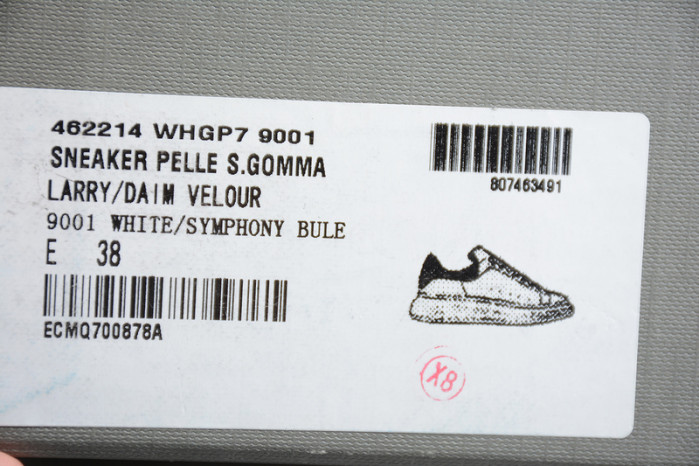 462214 WHGP7 9001
SNEAKER PELLE S.GOMMA
LARRY/DAIM VELOUR
9001 WHITE/SYMPHONY BULE
E 38
ECMQ700878A
807463491
X8